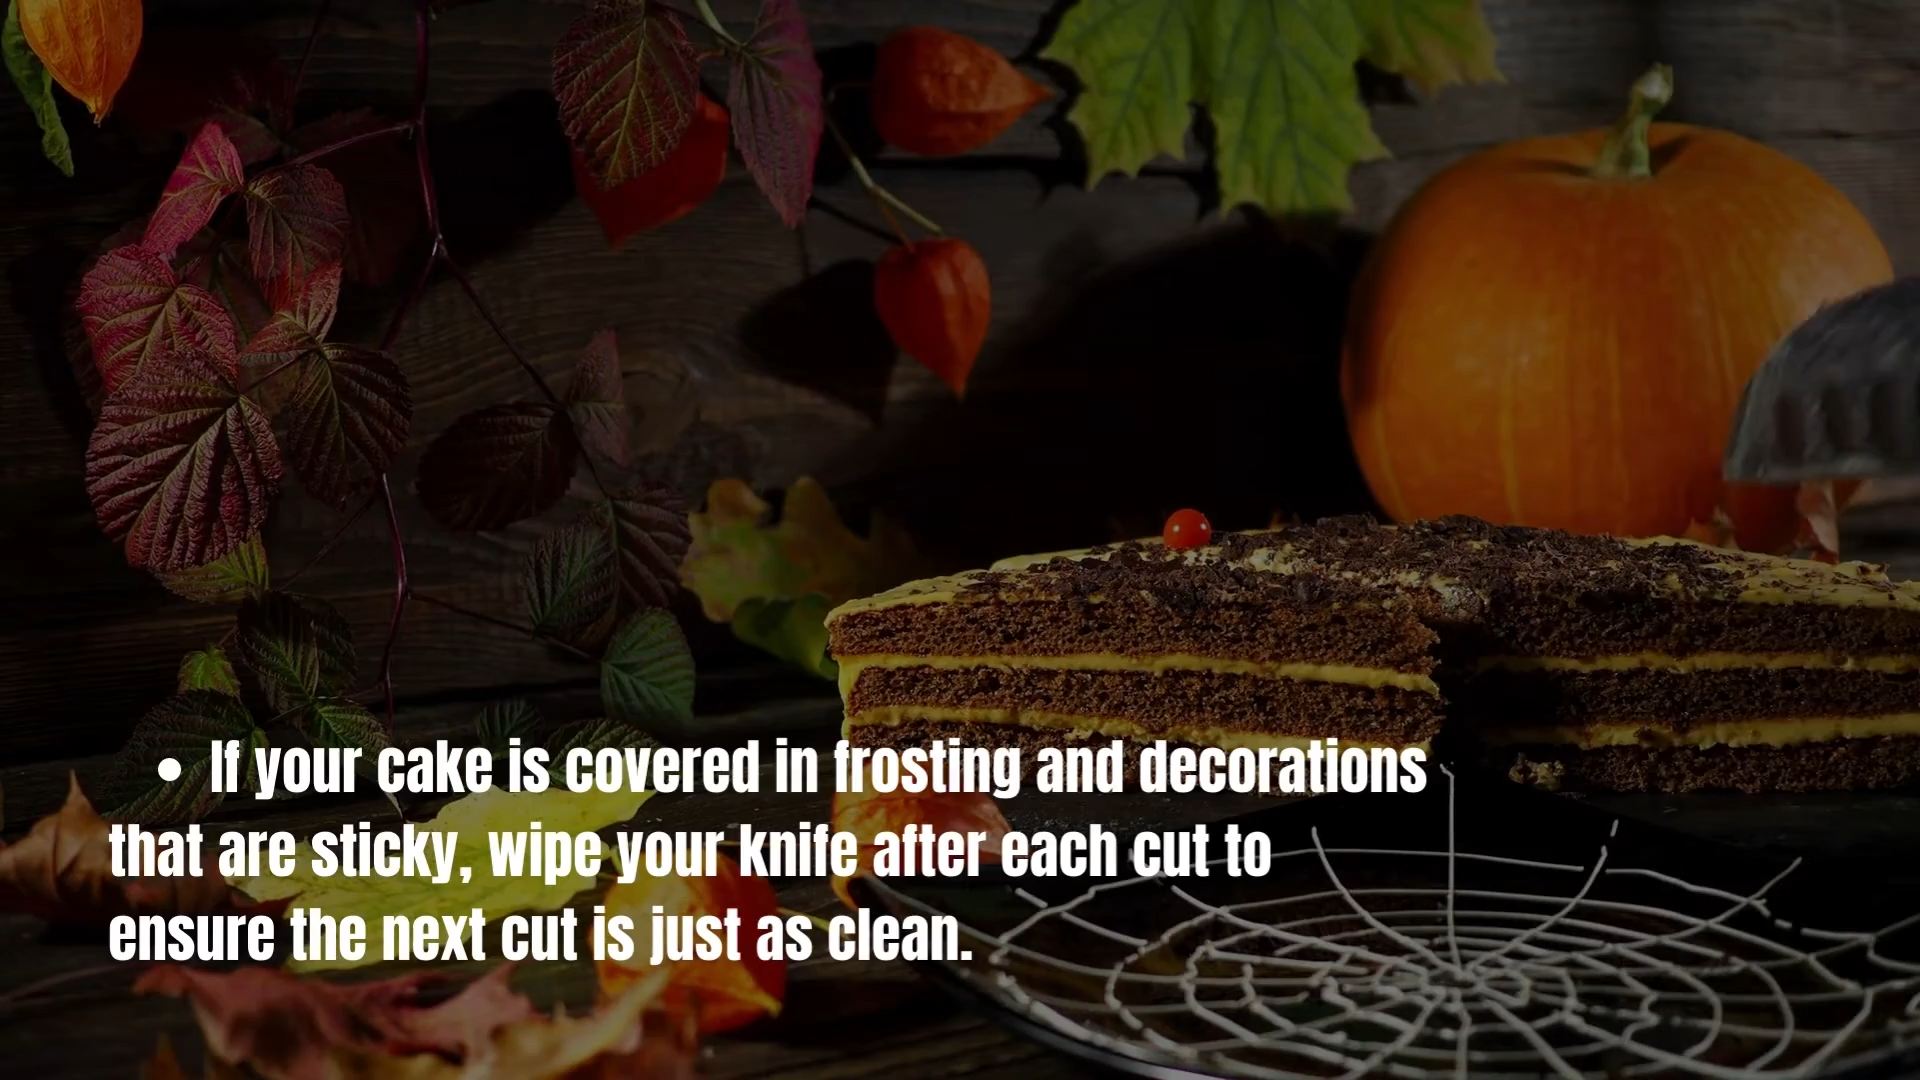 • If your cake is covered in frosting and decorations
that are sticky, wipe your knife after each cut to
ensure the next cut is just as clean.